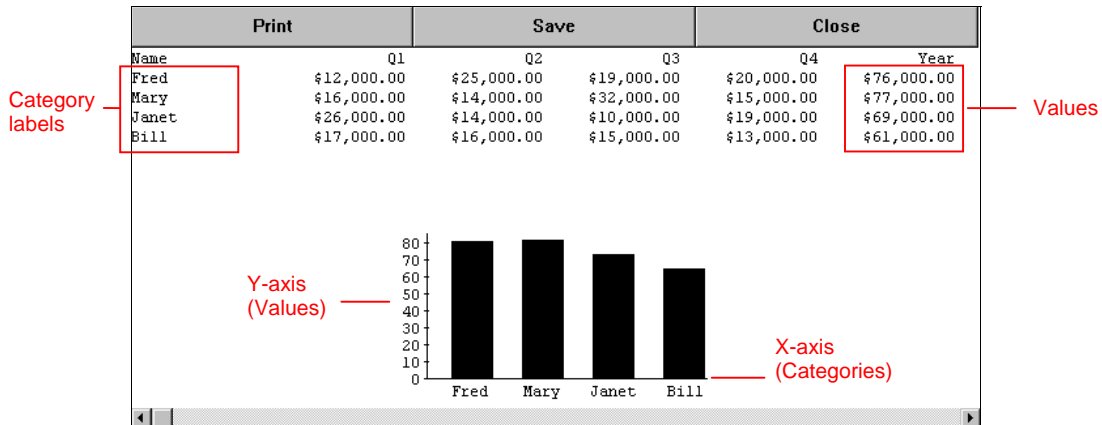 Print Save Close
Name Q1 Q2 Q3 Q4 Year
Fred $12,000.00 $25,000.00 $19,000.00 $20,000.00 $76,000.00
Mary $16,000.00 $14,000.00 $32,000.00 $15,000.00 $77,000.00
Janet $26,000.00 $14,000.00 $10,000.00 $19,000.00 $69,000.00
Bill $17,000.00 $16,000.00 $15,000.00 $13,000.00 $61,000.00
Category
labels
Values
80
70
60
50
40
30
20
10
0
Y-axis
(Values)
X-axis
(Categories)
Fred Mary Janet Bill